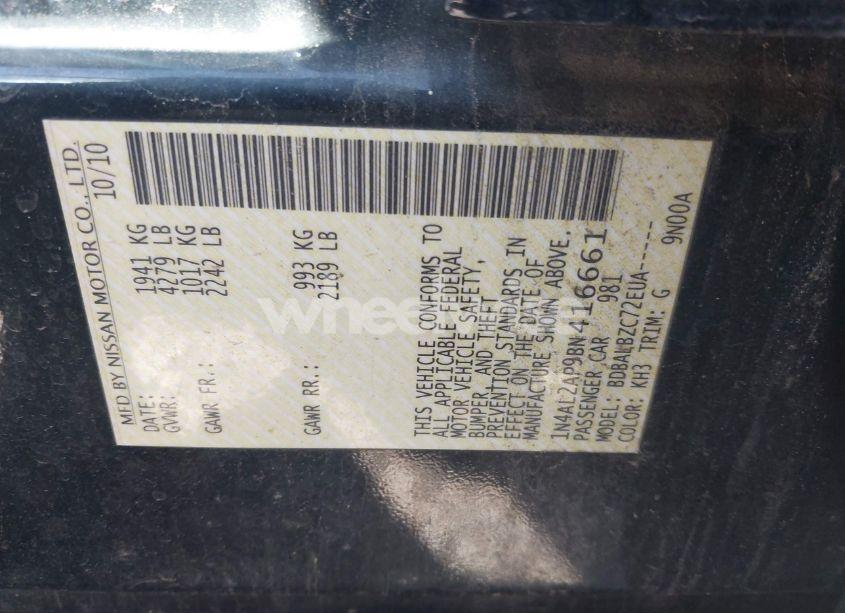 MFD BY NISSAN MOTOR CO., LTD.
DATE: 10/10
GVWR: 1941 KG
4279 LB
GAWR FR.: 1017 KG
2242 LB
GAWR RR.: 993 KG
2189 LB
THIS VEHICLE CONFORMS TO
ALL APPLICABLE FEDERAL
MOTOR VEHICLE SAFETY,
BUMPER, AND THEFT
PREVENTION STANDARDS IN
EFFECT ON THE DATE OF
MANUFACTURE SHOWN ABOVE.
1N4AL2AP9BN416661
PASSENGER CAR 981
MODEL: BDBALBZC72EUA-----
COLOR: KH3 TRIM: G 9N00A